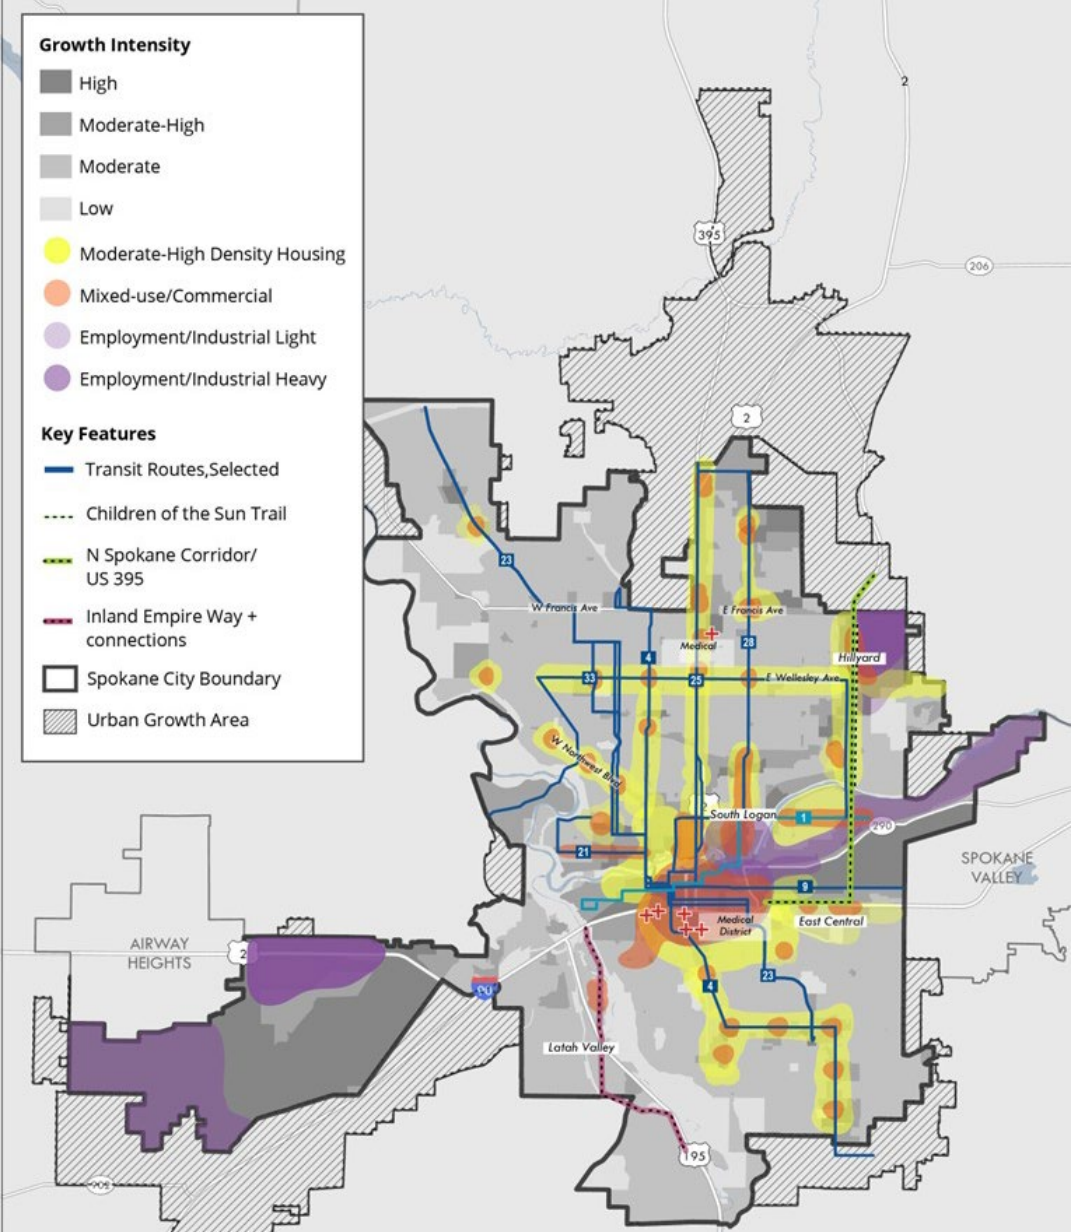 Growth Intensity
High
Moderate-High
Moderate
Low
Moderate-High Density Housing
Mixed-use/Commercial
Employment/Industrial Light
Employment/Industrial Heavy
Key Features
Transit Routes,Selected
Children of the Sun Trail
N Spokane Corridor/
US 395
Inland Empire Way +
connections
Spokane City Boundary
Urban Growth Area
2
395
206
2
23
W Francis Ave
E Francis Ave
28
Medical
4
Hillyard
33
25
E Wellesley Ave
W Northwest Blvd
2
South Logan
1
290
21
SPOKANE
VALLEY
9
Medical
District
East Central
AIRWAY
HEIGHTS
2
90
4
23
Latah Valley
195
902